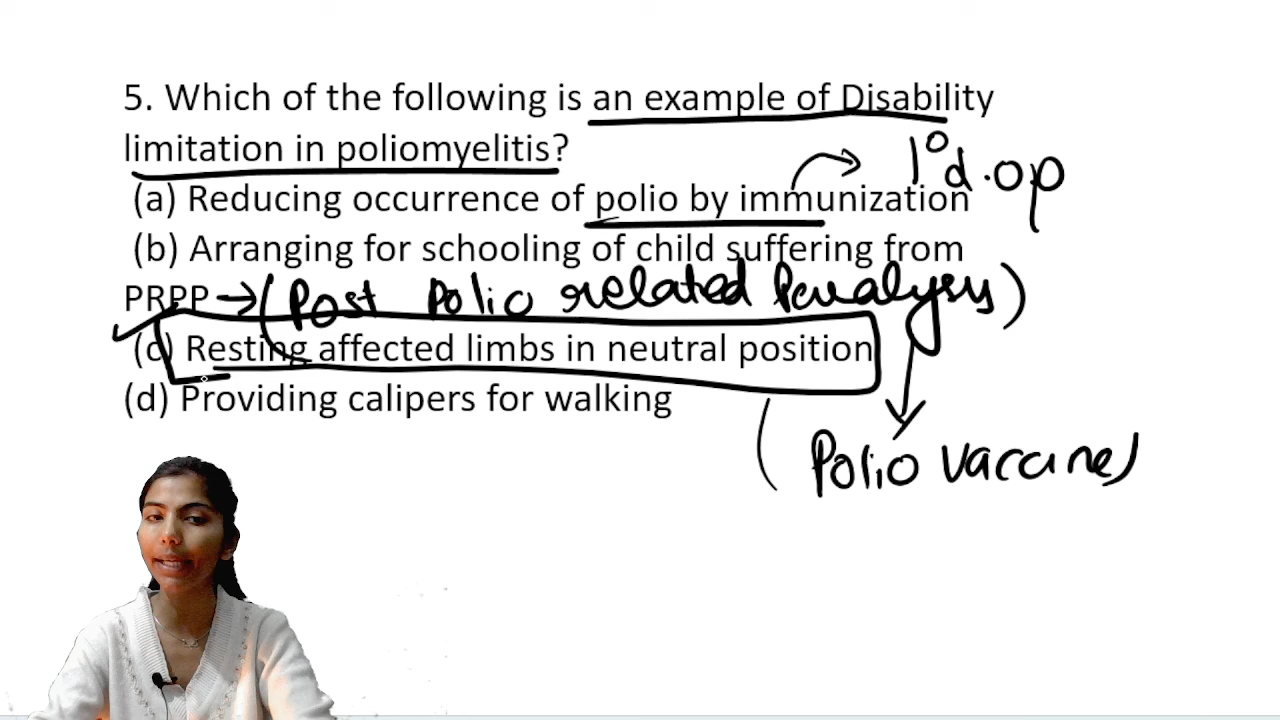 5. Which of the following is an example of Disability
limitation in poliomyelitis?
1° d.op
(a) Reducing occurrence of polio by immunization
(b) Arranging for schooling of child suffering from
PRPP → (Post Polio related Paralysis)
(c) Resting affected limbs in neutral position
(d) Providing calipers for walking
(Polio vaccine)